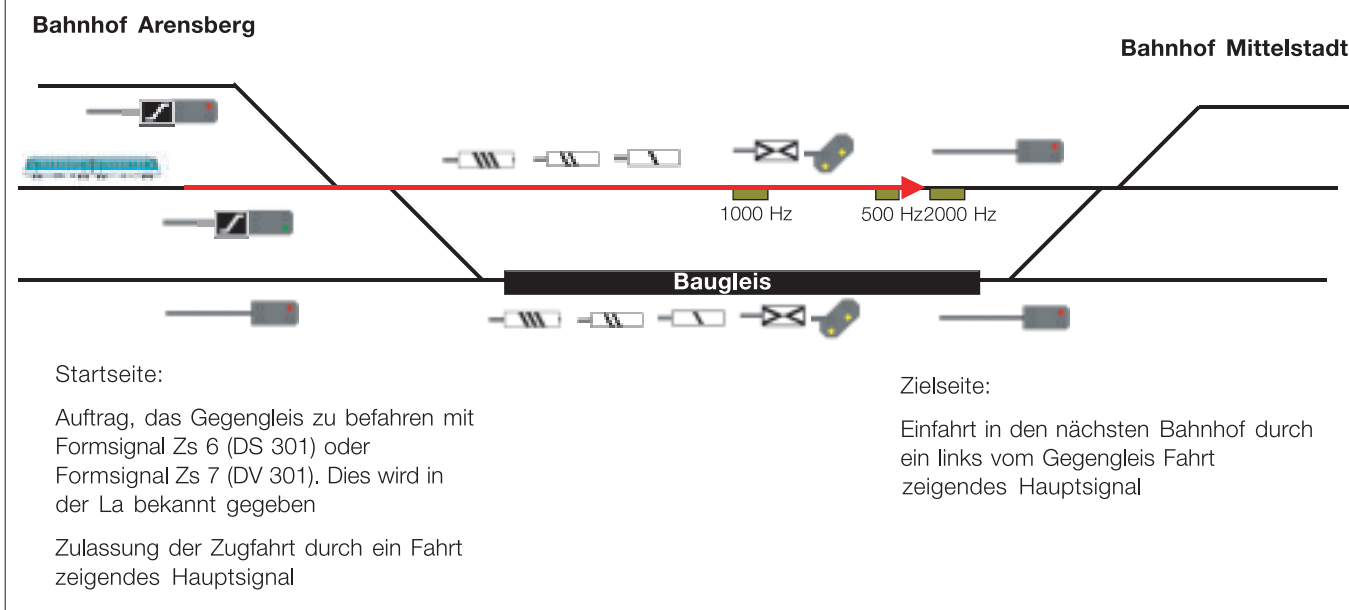 Bahnhof Arensberg
Bahnhof Mittelstadt
1000 Hz
500 Hz
2000 Hz
Baugleis
Startseite:
Auftrag, das Gegengleis zu befahren mit
Formsignal Zs 6 (DS 301) oder
Formsignal Zs 7 (DV 301). Dies wird in
der La bekannt gegeben
Zulassung der Zugfahrt durch ein Fahrt
zeigendes Hauptsignal
Zielseite:
Einfahrt in den nächsten Bahnhof durch
ein links vom Gegengleis Fahrt
zeigendes Hauptsignal